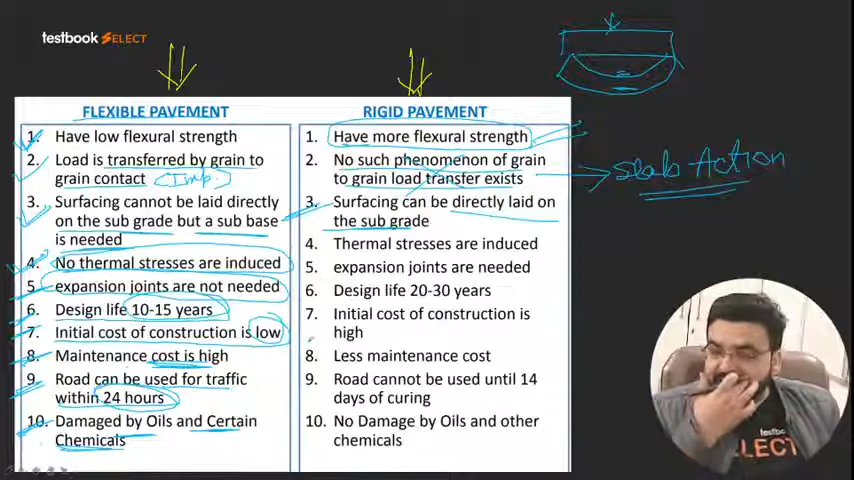 testbook SELECT
FLEXIBLE PAVEMENT
1. Have low flexural strength
2. Load is transferred by grain to
grain contact (Imp.)
3. Surfacing cannot be laid directly
on the sub grade but a sub base
is needed
4. No thermal stresses are induced
5. expansion joints are not needed
6. Design life 10-15 years
7. Initial cost of construction is low
8. Maintenance cost is high
9. Road can be used for traffic
within 24 hours
10. Damaged by Oils and Certain
Chemicals
RIGID PAVEMENT
1. Have more flexural strength
2. No such phenomenon of grain
to grain load transfer exists
3. Surfacing can be directly laid on
the sub grade
4. Thermal stresses are induced
5. expansion joints are needed
6. Design life 20-30 years
7. Initial cost of construction is
high
8. Less maintenance cost
9. Road cannot be used until 14
days of curing
10. No Damage by Oils and other
chemicals
Slab Action
testbo
ELECT